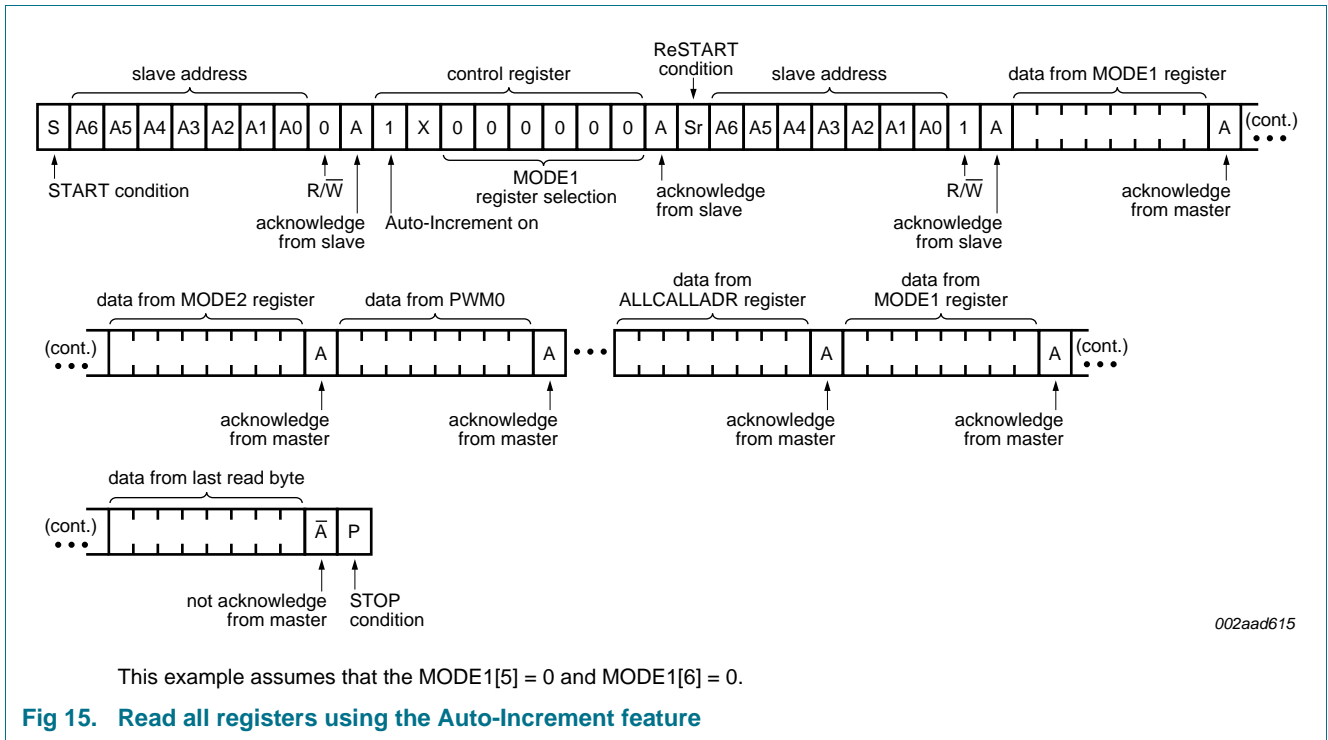 ReSTART
condition
slave address
control register
slave address
data from MODE1 register
S A6 A5 A4 A3 A2 A1 A0 0 A 1 X 0 0 0 0 0 0 A Sr A6 A5 A4 A3 A2 A1 A0 1 A A (cont.)
START condition
R/W̅
acknowledge
from slave
Auto-Increment on
MODE1
register selection
acknowledge
from slave
R/W̅
acknowledge
from slave
acknowledge
from master
data from MODE2 register
data from PWM0
data from
ALLCALLADR register
data from
MODE1 register
(cont.) A A A A (cont.)
acknowledge
from master
acknowledge
from master
acknowledge
from master
acknowledge
from master
data from last read byte
(cont.) A̅ P
not acknowledge
from master
STOP
condition
002aad615
This example assumes that the MODE1[5] = 0 and MODE1[6] = 0.
Fig 15. Read all registers using the Auto-Increment feature